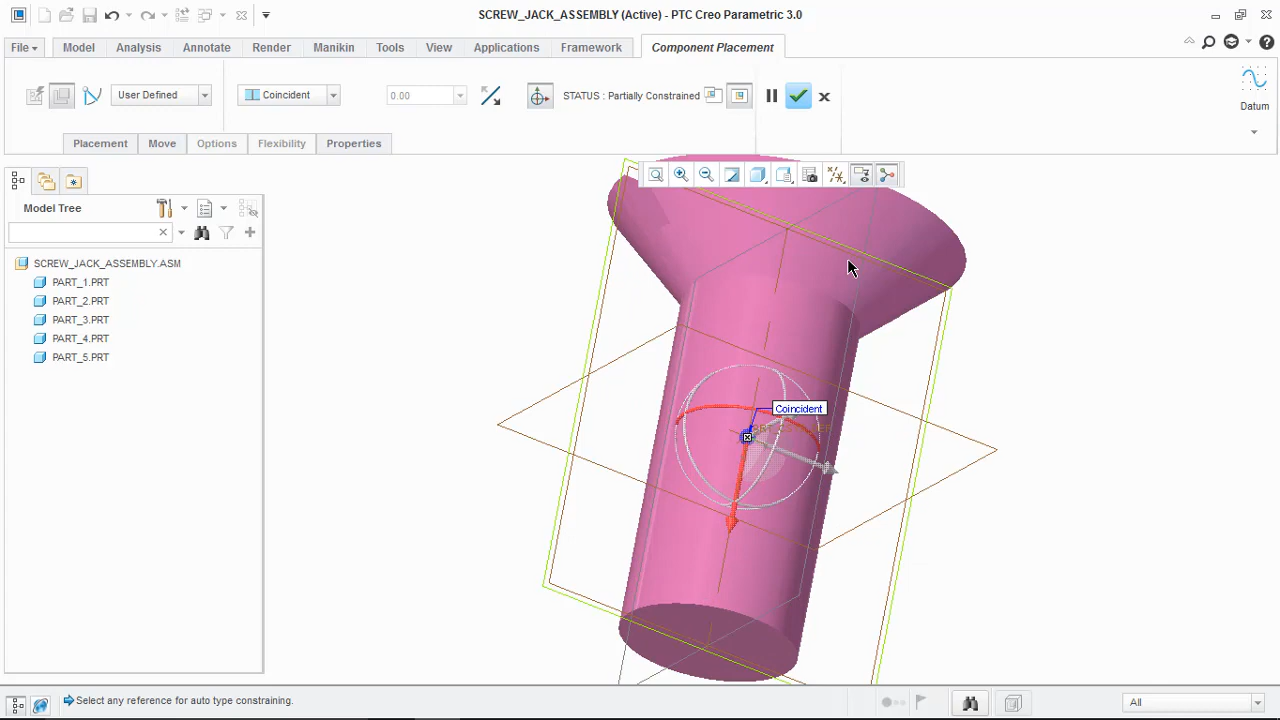 SCREW_JACK_ASSEMBLY (Active) - PTC Creo Parametric 3.0
File Model Analysis Annotate Render Manikin Tools View Applications Framework Component Placement
User Defined Coincident 0.00 STATUS : Partially Constrained
Datum
Placement Move Options Flexibility Properties
Model Tree
SCREW_JACK_ASSEMBLY.ASM
PART_1.PRT
PART_2.PRT
PART_3.PRT
PART_4.PRT
PART_5.PRT
Coincident
Select any reference for auto type constraining.
All